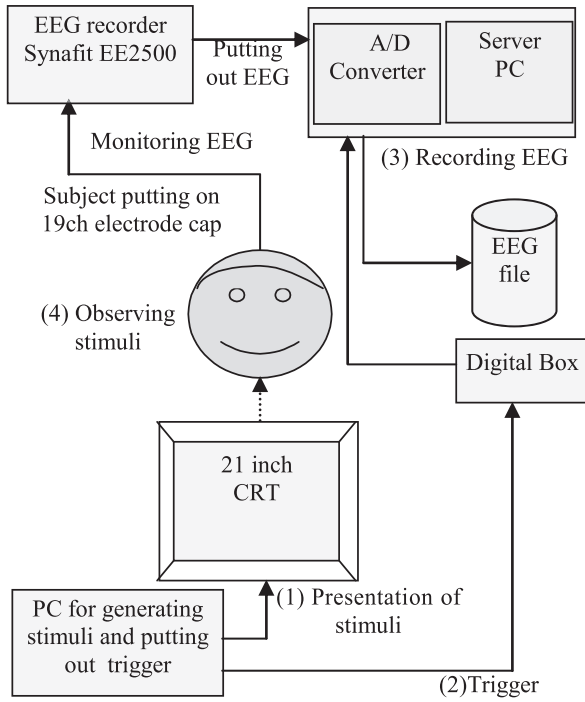 EEG recorder
Synafit EE2500
Putting
out EEG
A/D
Converter
Server
PC
Monitoring EEG
(3) Recording EEG
Subject putting on
19ch electrode cap
EEG
file
(4) Observing
stimuli
Digital Box
21 inch
CRT
(1) Presentation of
stimuli
PC for generating
stimuli and putting
out trigger
(2)Trigger